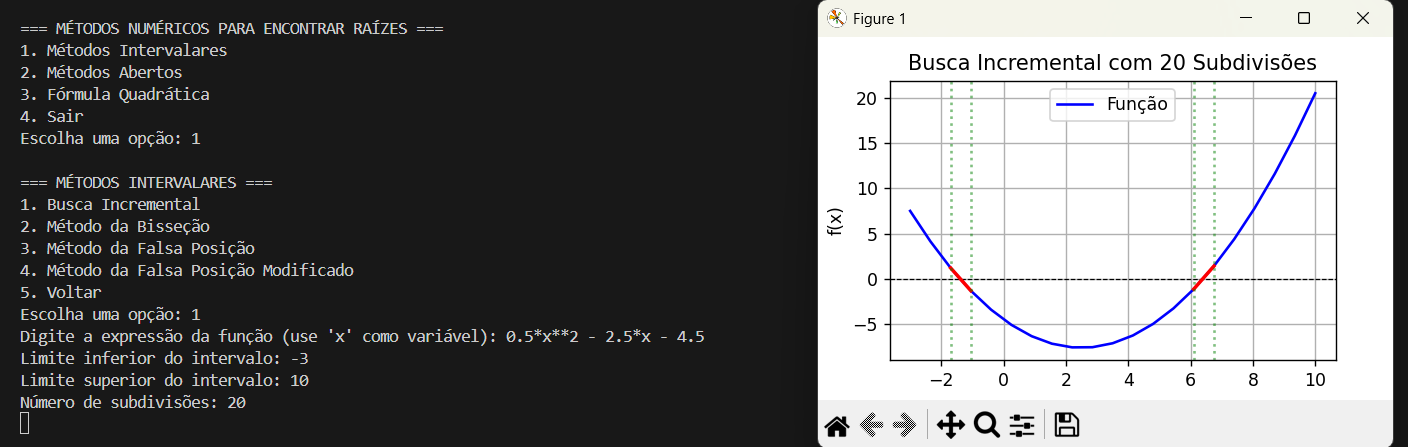 === MÉTODOS NUMÉRICOS PARA ENCONTRAR RAÍZES ===
1. Métodos Intervalares
2. Métodos Abertos
3. Fórmula Quadrática
4. Sair
Escolha uma opção: 1
=== MÉTODOS INTERVALARES ===
1. Busca Incremental
2. Método da Bisseção
3. Método da Falsa Posição
4. Método da Falsa Posição Modificado
5. Voltar
Escolha uma opção: 1
Digite a expressão da função (use 'x' como variável): 0.5*x**2 - 2.5*x - 4.5
Limite inferior do intervalo: -3
Limite superior do intervalo: 10
Número de subdivisões: 20
Figure 1
Busca Incremental com 20 Subdivisões
Função
f(x)
20
15
10
5
0
−5
−2 0 2 4 6 8 10